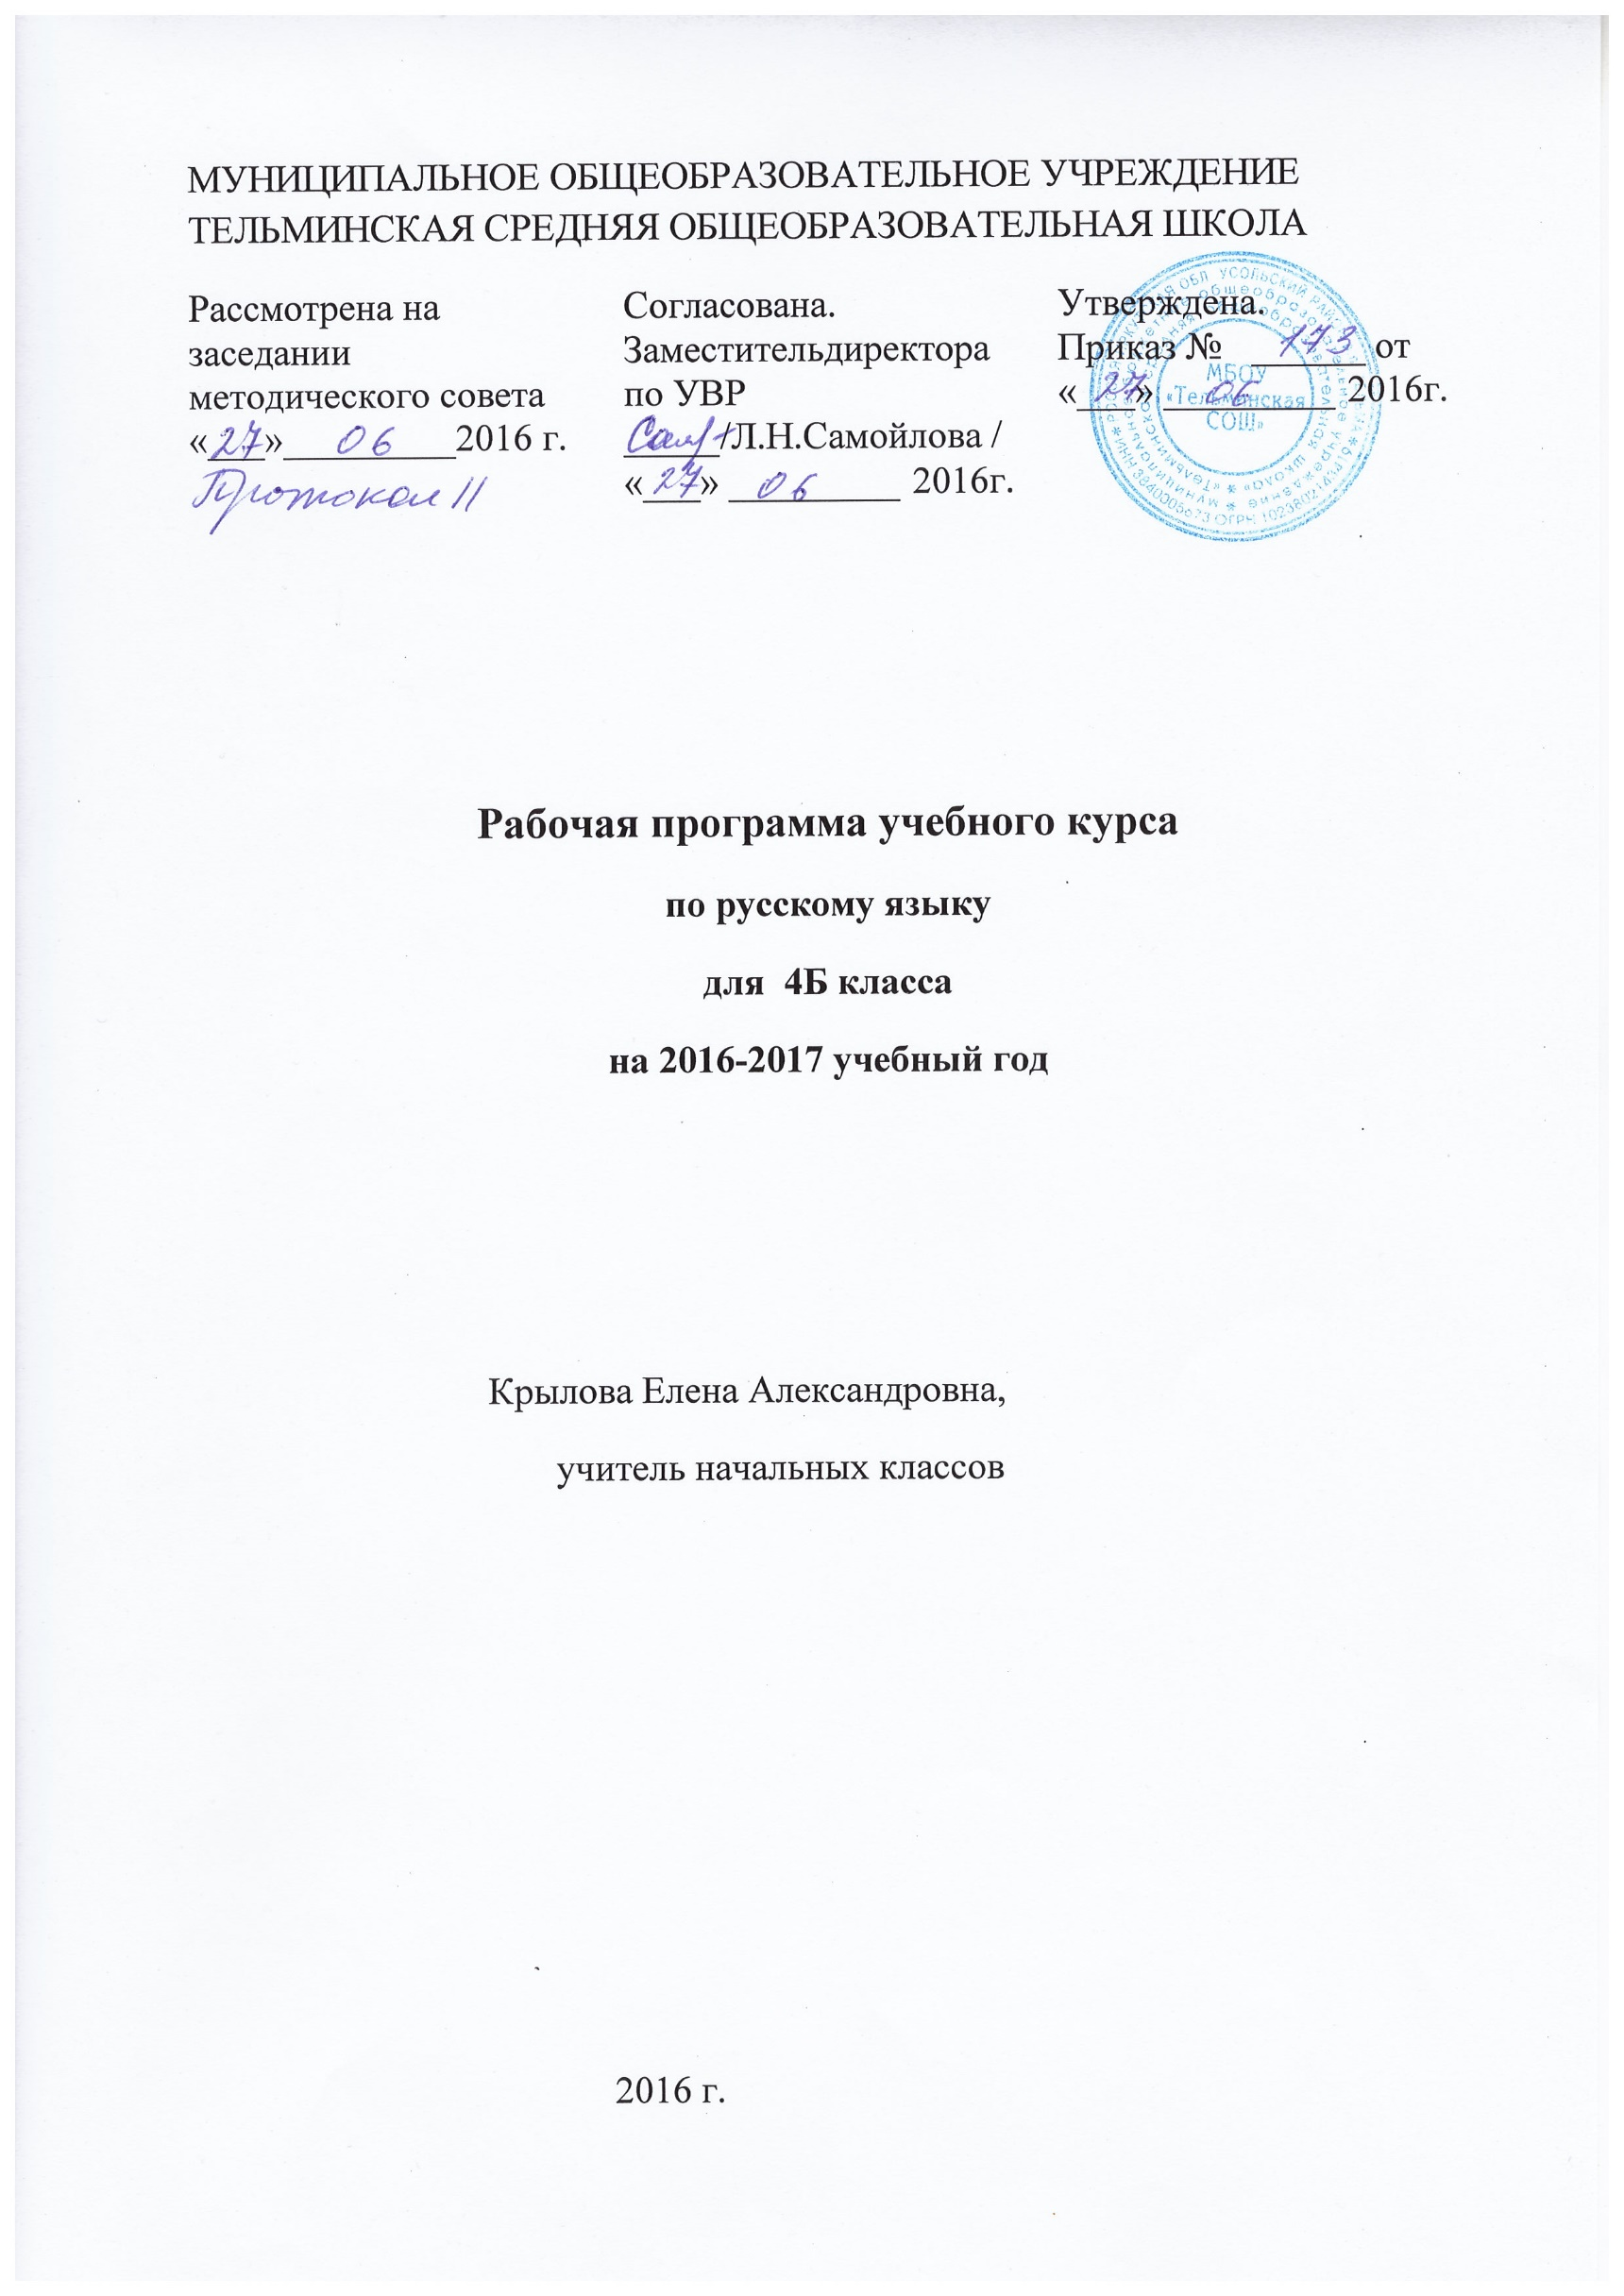 МУНИЦИПАЛЬНОЕ ОБЩЕОБРАЗОВАТЕЛЬНОЕ УЧРЕЖДЕНИЕ
ТЕЛЬМИНСКАЯ СРЕДНЯЯ ОБЩЕОБРАЗОВАТЕЛЬНАЯ ШКОЛА
Рассмотрена на
заседании
методического совета
«27» 06 2016 г.
Протокол 11
Согласована.
Заместительдиректора
по УВР
/Л.Н.Самойлова /
«27» 06 2016г.
Утверждена.
Приказ № 173 от
«27» 06 2016г.
МБОУ
«Тельминская
СОШ»
Рабочая программа учебного курса
по русскому языку
для 4Б класса
на 2016-2017 учебный год
Крылова Елена Александровна,
учитель начальных классов
2016 г.